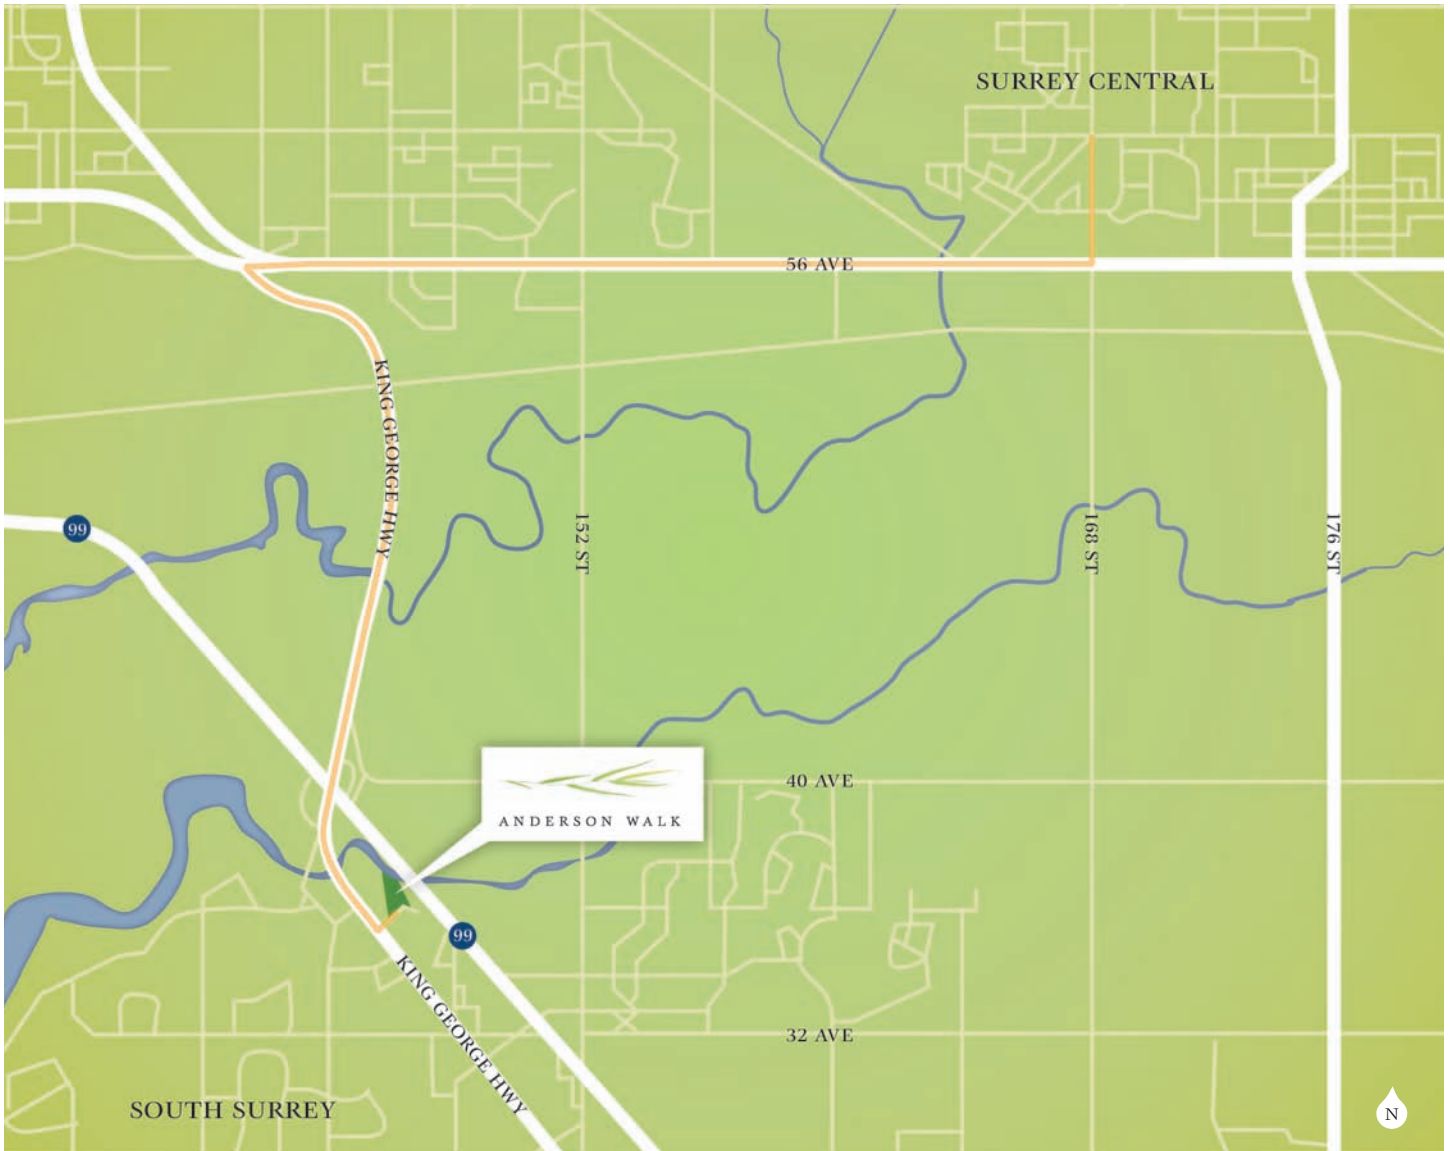 SURREY CENTRAL
56 AVE
KING GEORGE HWY
99
152 ST
168 ST
176 ST
40 AVE
ANDERSON WALK
99
KING GEORGE HWY
32 AVE
SOUTH SURREY
N